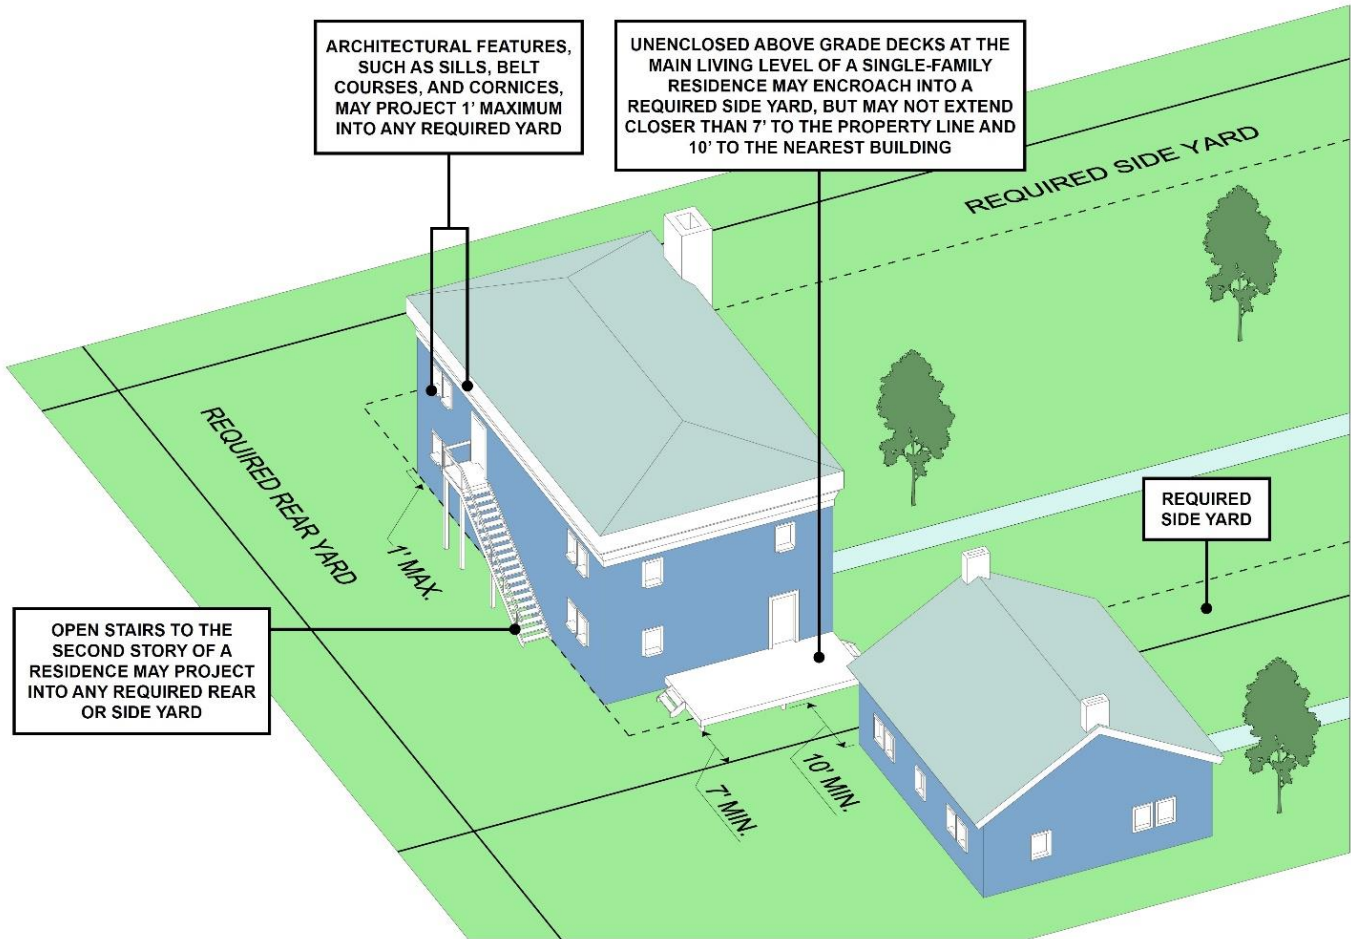 ARCHITECTURAL FEATURES,
SUCH AS SILLS, BELT
COURSES, AND CORNICES,
MAY PROJECT 1' MAXIMUM
INTO ANY REQUIRED YARD
UNENCLOSED ABOVE GRADE DECKS AT THE
MAIN LIVING LEVEL OF A SINGLE-FAMILY
RESIDENCE MAY ENCROACH INTO A
REQUIRED SIDE YARD, BUT MAY NOT EXTEND
CLOSER THAN 7' TO THE PROPERTY LINE AND
10' TO THE NEAREST BUILDING
REQUIRED SIDE YARD
REQUIRED REAR YARD
1' MAX.
REQUIRED
SIDE YARD
OPEN STAIRS TO THE
SECOND STORY OF A
RESIDENCE MAY PROJECT
INTO ANY REQUIRED REAR
OR SIDE YARD
7' MIN.
10' MIN.